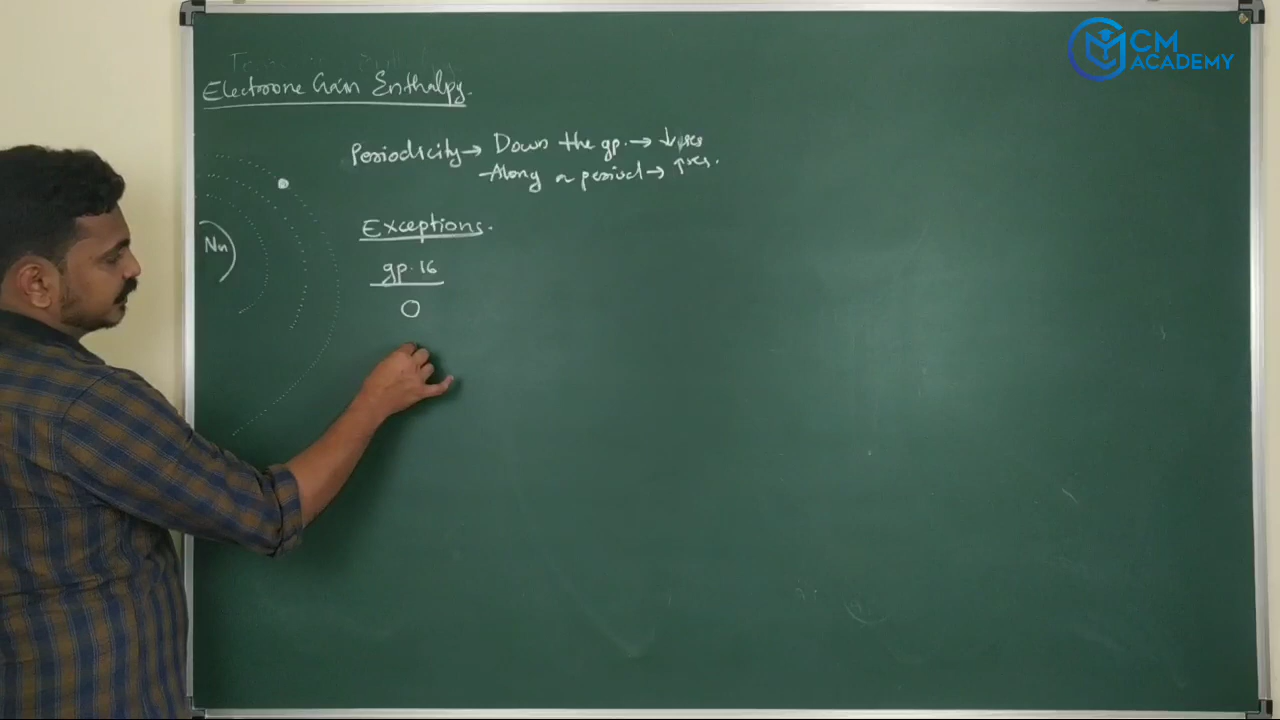 CM
ACADEMY
Electrone Gain Enthalpy.
Periodicity → Down the gp. → ↓ses
Along a period → ↑ses.
Exceptions.
gp. 16
O
Nu